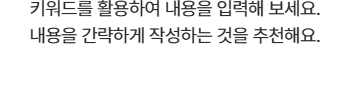 키워드를 활용하여 내용을 입력해 보세요.
내용을 간략하게 작성하는 것을 추천해요.